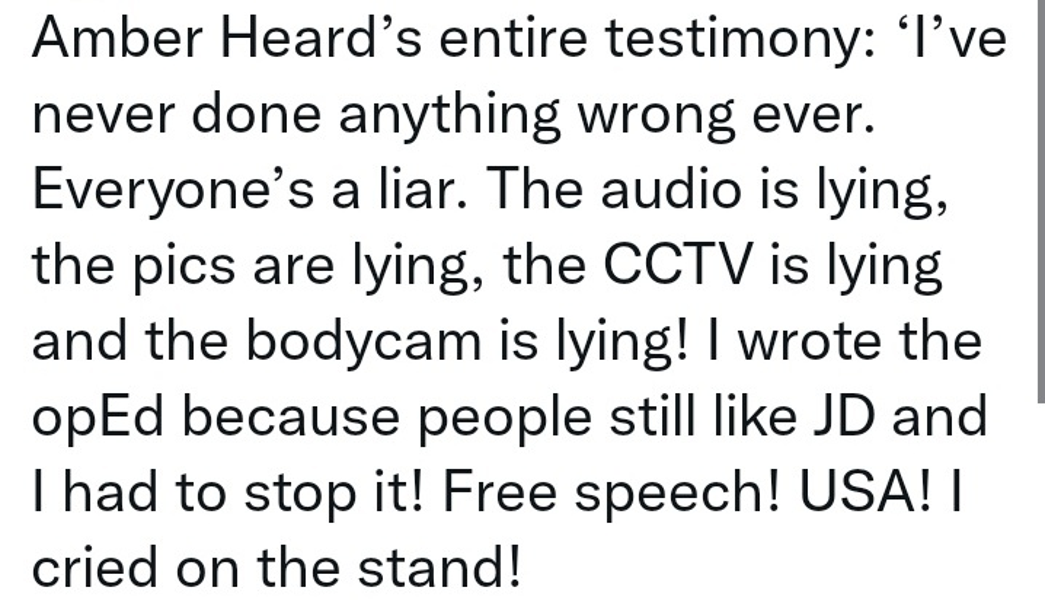 Amber Heard’s entire testimony: ‘I’ve
never done anything wrong ever.
Everyone’s a liar. The audio is lying,
the pics are lying, the CCTV is lying
and the bodycam is lying! I wrote the
opEd because people still like JD and
I had to stop it! Free speech! USA! I
cried on the stand!